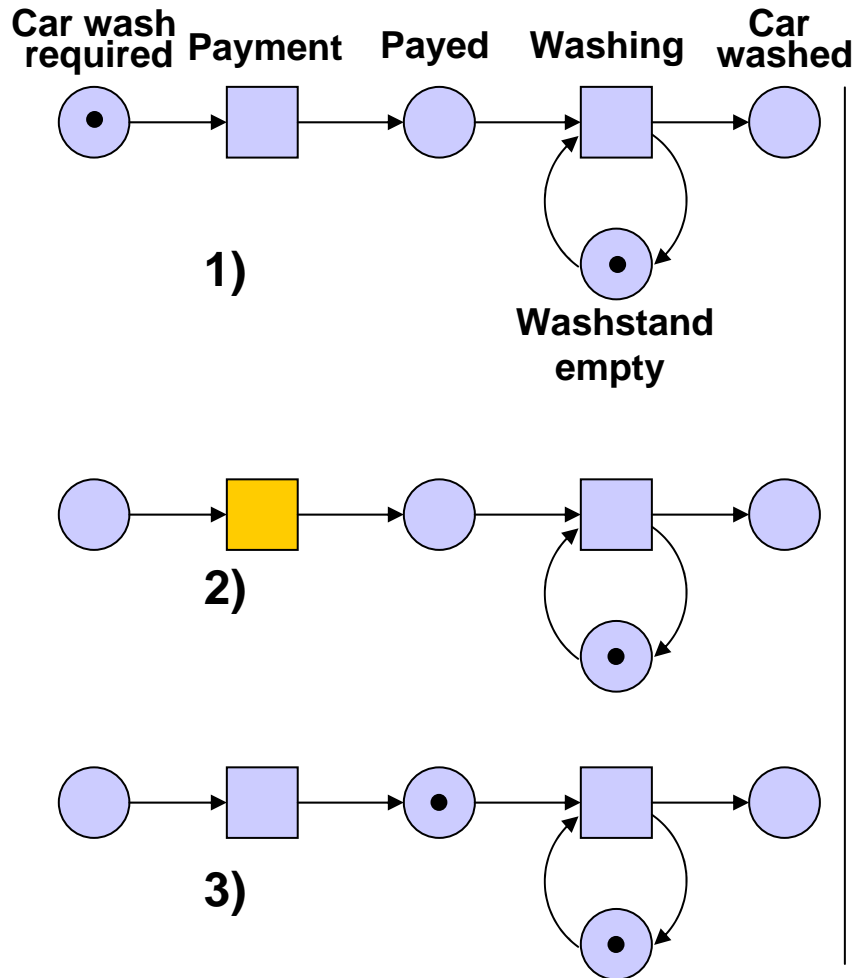 Car wash
required
Payment
Payed
Washing
Car
washed
1)
Washstand
empty
2)
3)